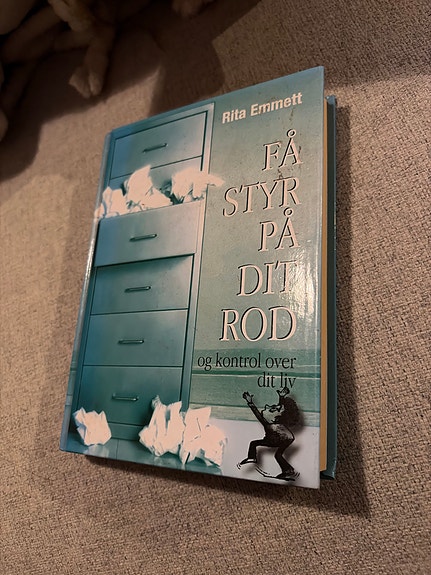 Rita Emmett
FÅ
STYR
PÅ
DIT
ROD
og kontrol over
dit liv